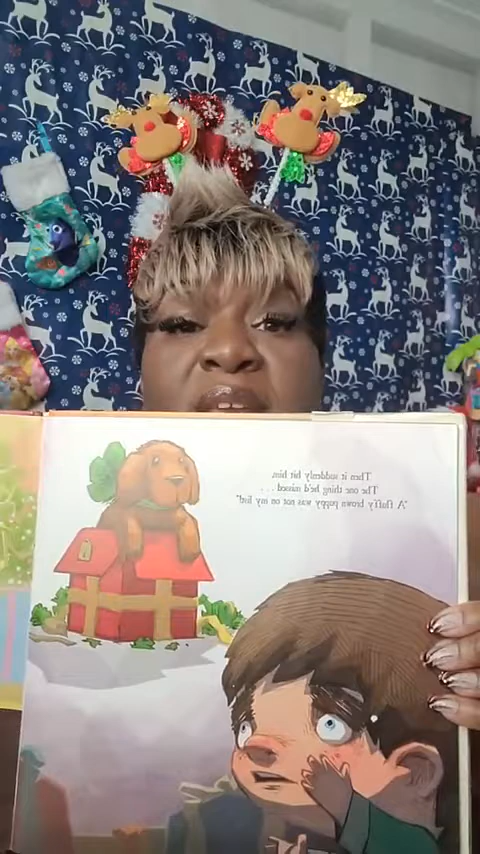 Then it suddenly hit him,
The one thing he'd missed . . .
"A fluffy brown puppy was not on my list!"